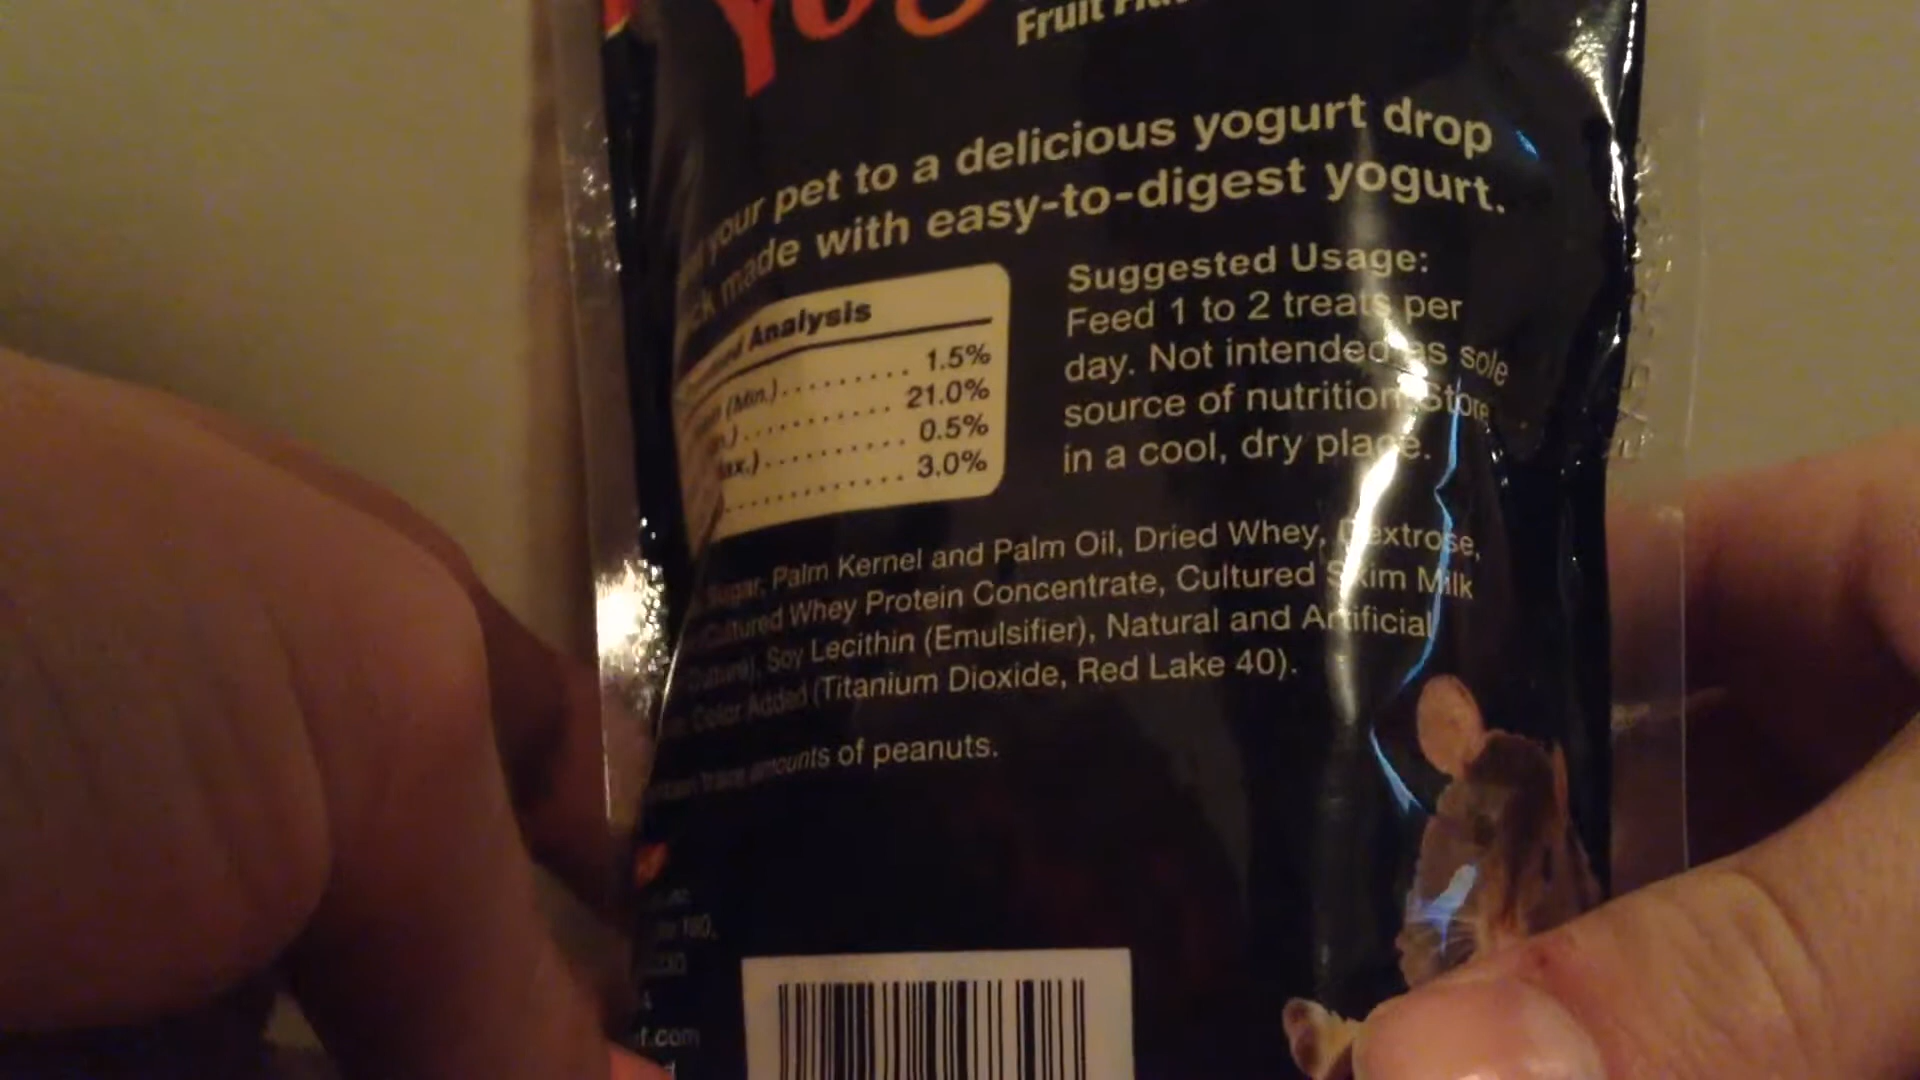 Yog
Fruit
your pet to a delicious yogurt drop
made with easy-to-digest yogurt.
Analysis
(Min.)......... 1.5%
.......... 21.0%
......... 0.5%
............. 3.0%
Suggested Usage:
Feed 1 to 2 treats per
day. Not intended as sole
source of nutrition. Store
in a cool, dry place.
Sugar, Palm Kernel and Palm Oil, Dried Whey, Dextrose,
Cultured Whey Protein Concentrate, Cultured Skim Milk
Soy Lecithin (Emulsifier), Natural and Artificial
Color Added (Titanium Dioxide, Red Lake 40).
trace amounts of peanuts.